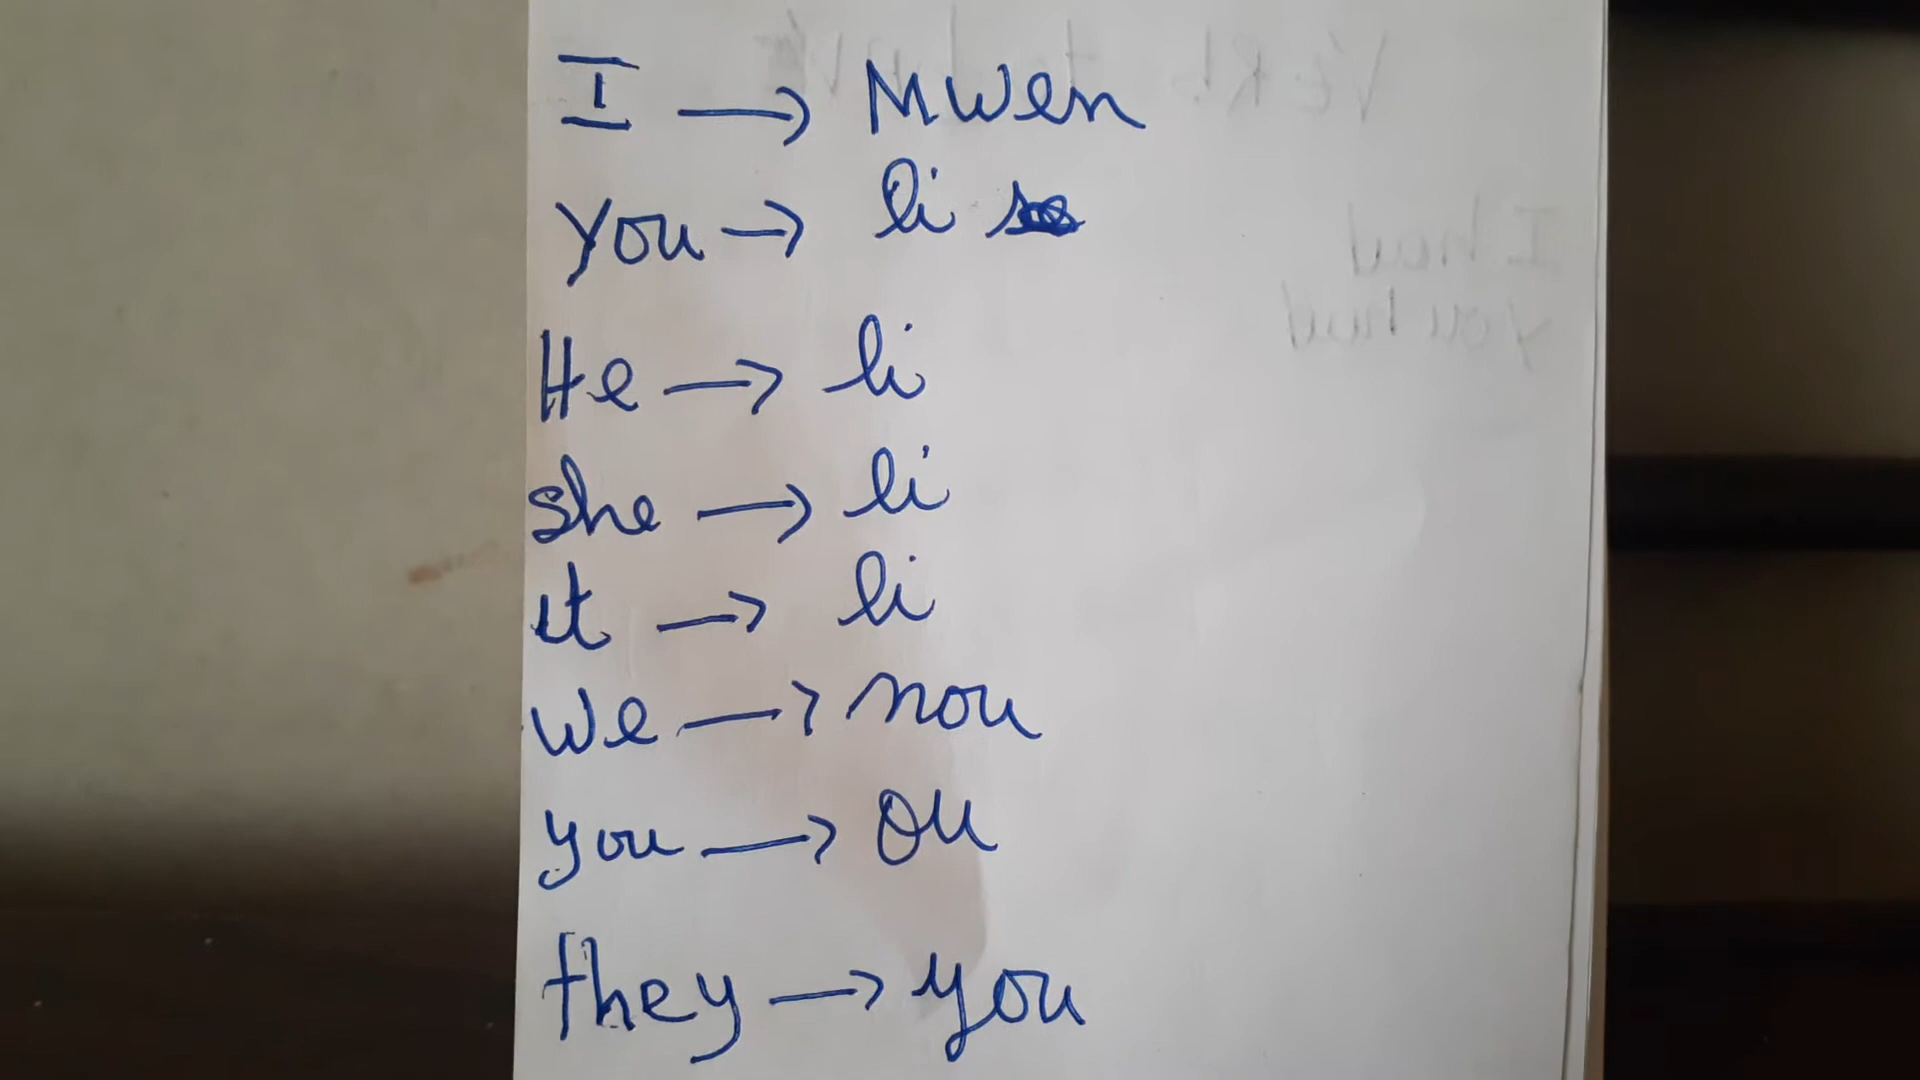 I → Mwen
you → li
He → li
she → li
it → li
we → nou
you → ou
they → you